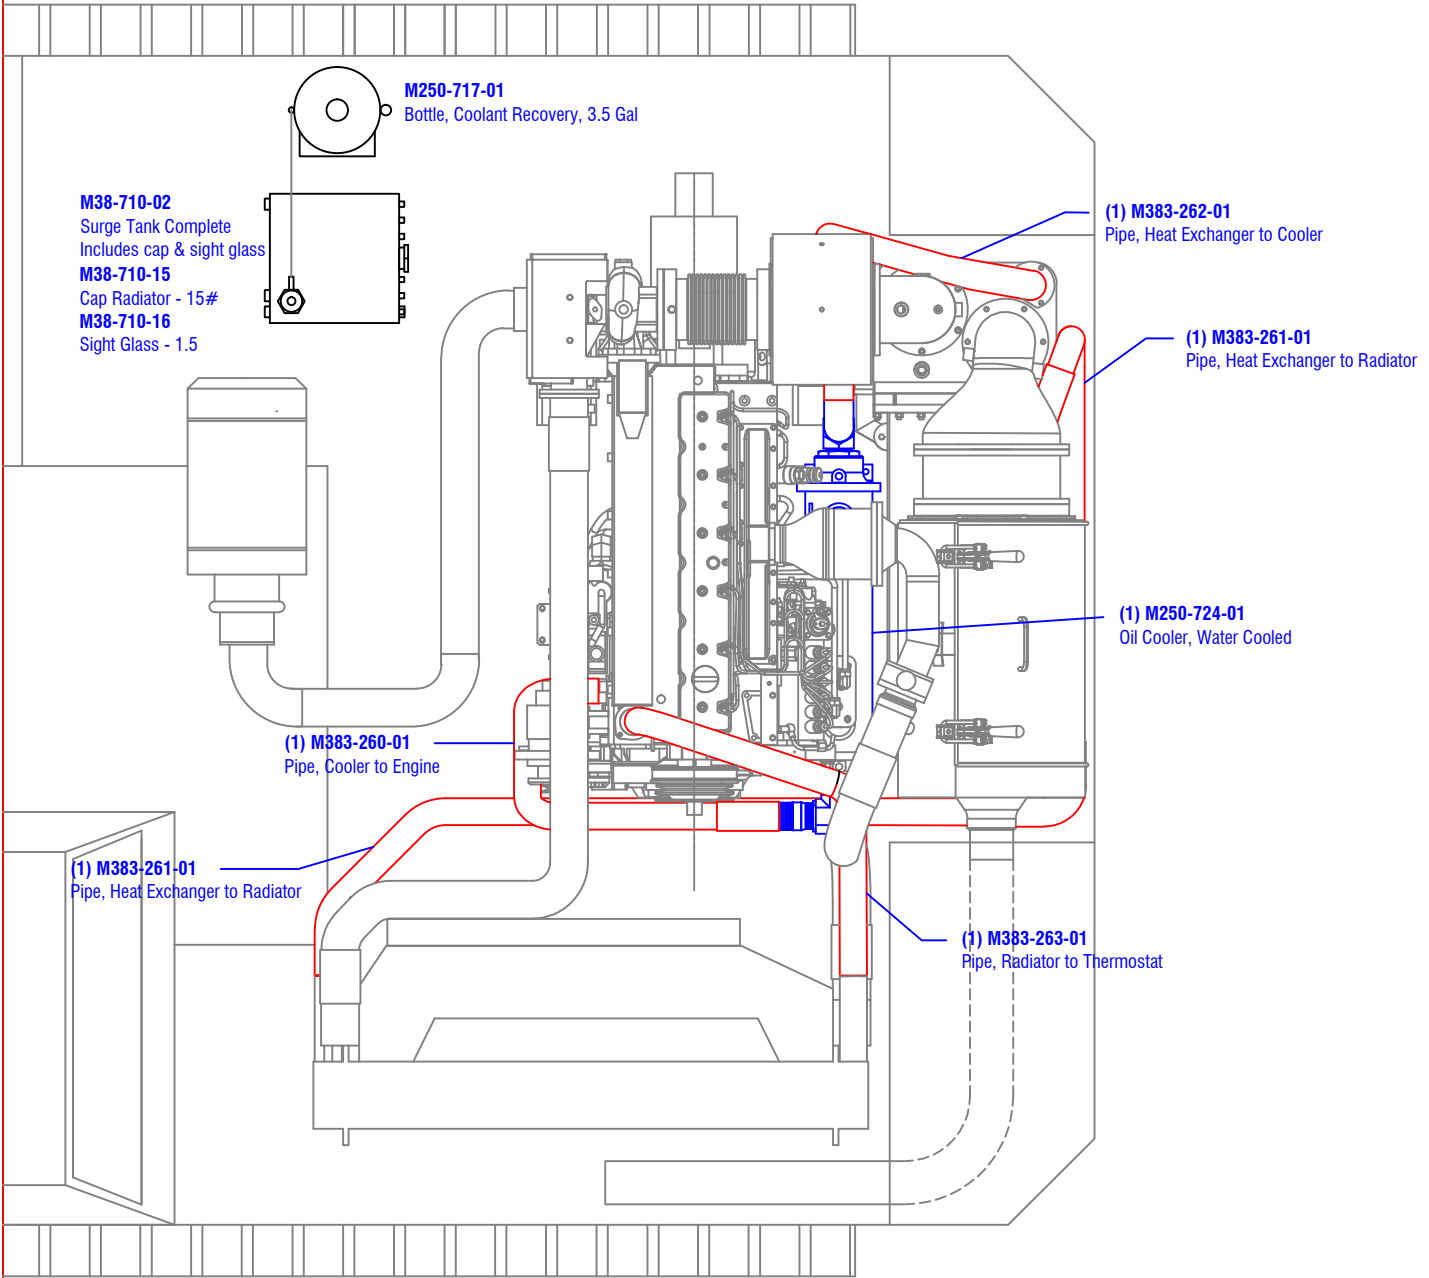 M250-717-01
Bottle, Coolant Recovery, 3.5 Gal
M38-710-02
Surge Tank Complete
Includes cap & sight glass
M38-710-15
Cap Radiator - 15#
M38-710-16
Sight Glass - 1.5
(1) M383-262-01
Pipe, Heat Exchanger to Cooler
(1) M383-261-01
Pipe, Heat Exchanger to Radiator
(1) M250-724-01
Oil Cooler, Water Cooled
(1) M383-260-01
Pipe, Cooler to Engine
(1) M383-261-01
Pipe, Heat Exchanger to Radiator
(1) M383-263-01
Pipe, Radiator to Thermostat